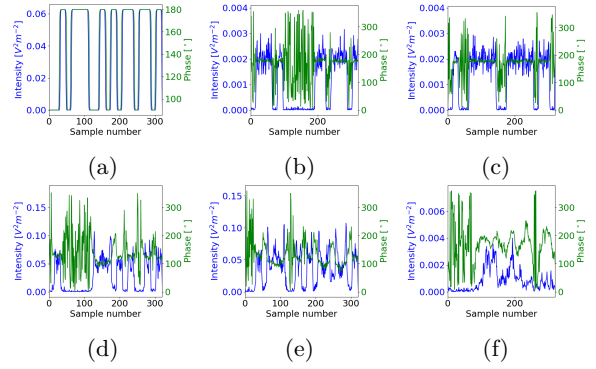 0.06
0.04
0.02
0.00
Intensity [V²m⁻²]
180
160
140
120
100
Phase [°]
0 100 200 300
Sample number
(a)
0.004
0.003
0.002
0.001
0.000
Intensity [V²m⁻²]
300
200
100
0
Phase [°]
0 200
Sample number
(b)
0.004
0.003
0.002
0.001
0.000
Intensity [V²m⁻²]
300
200
100
0
Phase [°]
0 200
Sample number
(c)
0.15
0.10
0.05
0.00
Intensity [V²m⁻²]
300
200
100
0
Phase [°]
0 100 200 300
Sample number
(d)
0.15
0.10
0.05
0.00
Intensity [V²m⁻²]
300
200
100
0
Phase [°]
0 100 200 300
Sample number
(e)
0.006
0.004
0.002
0.000
Intensity [V²m⁻²]
300
200
100
0
Phase [°]
200
Sample number
(f)